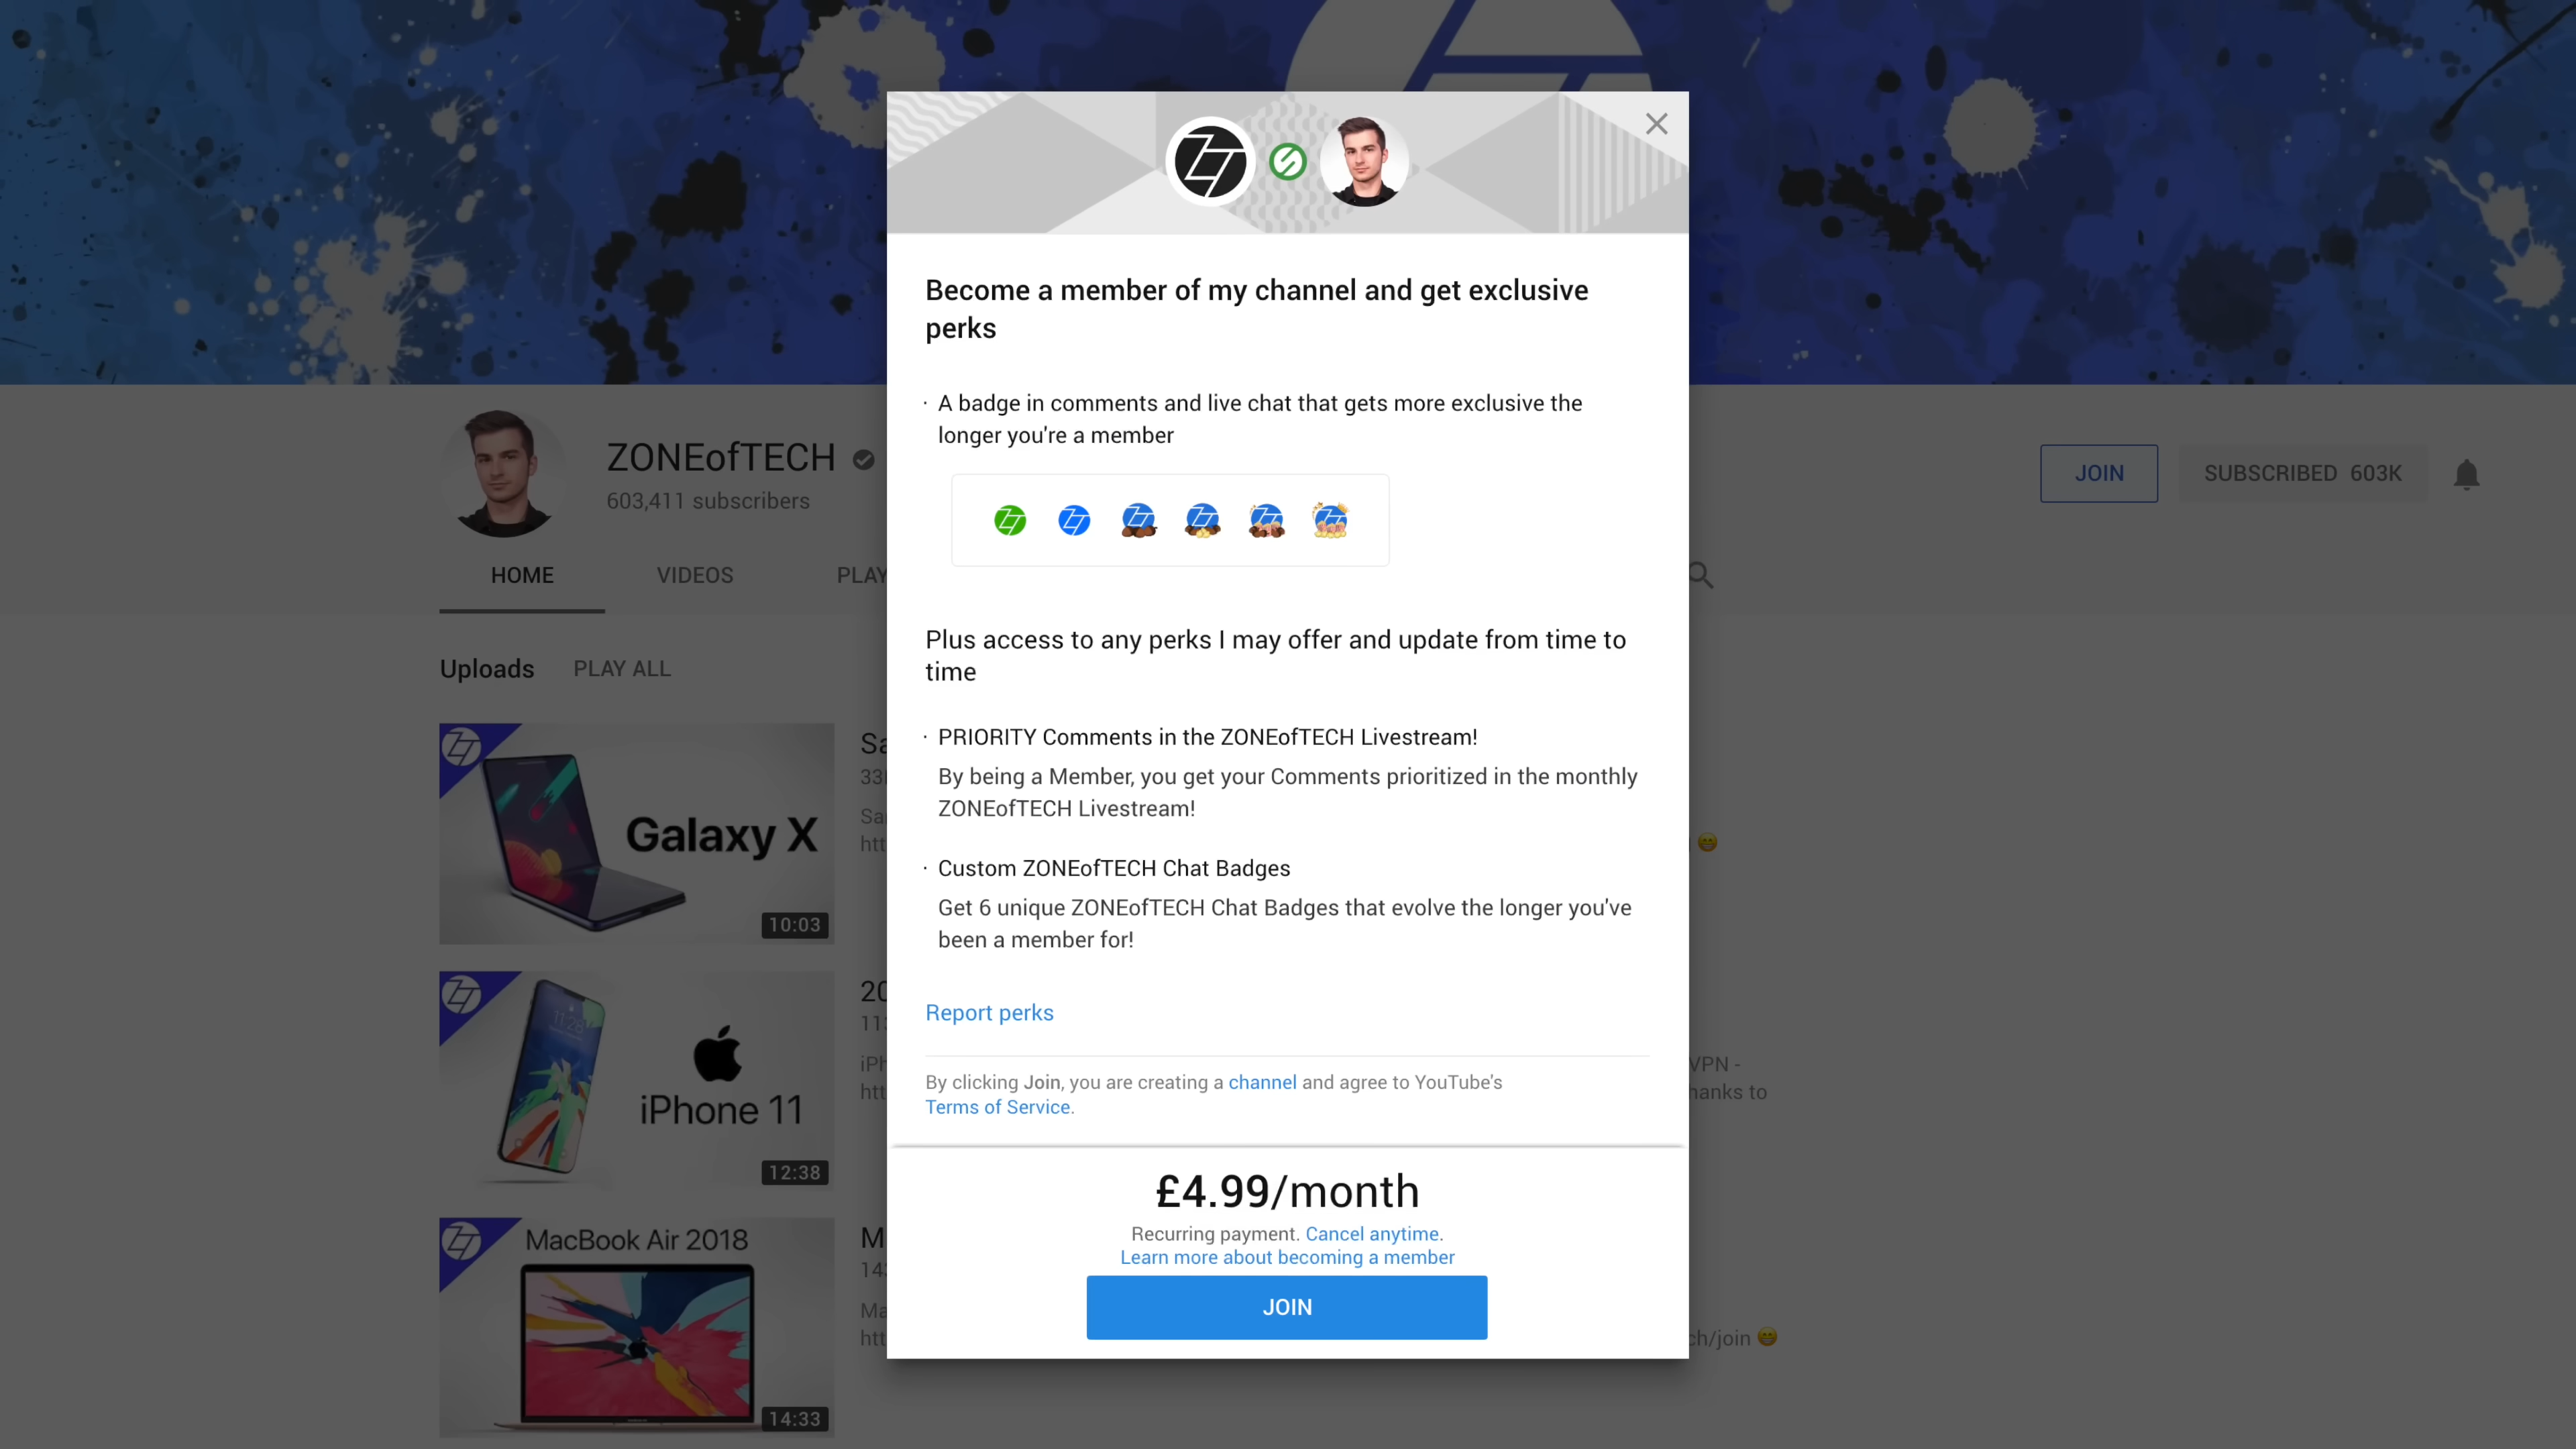 Become a member of my channel and get exclusive
perks
· A badge in comments and live chat that gets more exclusive the
longer you're a member
Plus access to any perks I may offer and update from time to
time
· PRIORITY Comments in the ZONEofTECH Livestream!
By being a Member, you get your Comments prioritized in the monthly
ZONEofTECH Livestream!
· Custom ZONEofTECH Chat Badges
Get 6 unique ZONEofTECH Chat Badges that evolve the longer you've
been a member for!
Report perks
By clicking Join, you are creating a channel and agree to YouTube's
Terms of Service.
£4.99/month
Recurring payment. Cancel anytime.
Learn more about becoming a member
JOIN
ZONEofTECH
603,411 subscribers
JOIN
SUBSCRIBED 603K
HOME VIDEOS
Uploads PLAY ALL
Galaxy X
10:03
11:28
iPhone 11
12:38
VPN -
to
MacBook Air 2018
14:33